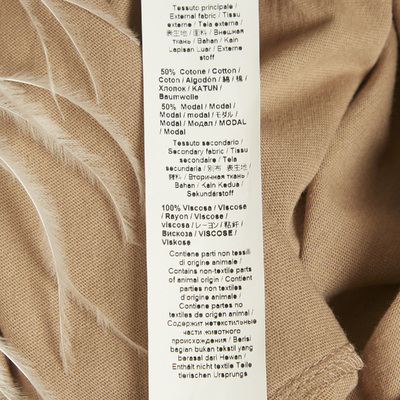 Tessuto principale /
External fabric / Tissu
externe / Tela externa
/ 表生地 / 面料 / Внешная
ткань / Bahan / Kain
Lapisan Luar / Externe
stoff
50% Cotone / Cotton /
Coton / Algodón / 綿 / 棉 /
Хлопок / KATUN /
Baumwolle
50% Modal / Modal /
Modal / modal / モダル /
Modal / Модал / MODAL
/ Modal
Tessuto secondario /
Secondary fabric / Tissu
secondaire / Tela
secundaria / 别布 表生地 /
辅料 / Вторичная ткань /
Bahan / Kain Kedua /
Sekundärstoff
100% Viscosa / Viscose
/ Rayon / Viscose /
viscosa / レーヨン / 粘纤 /
Вискоза / VISCOSE /
Viskose
Contiene parti non tessili
di origine animale /
Contains non-textile parts
of animal origin / Contient
parties non textiles
d'origine animale /
Contiene partes no
textiles de origen animal /
Содержит нетекстильные
части животного
происхождения / Berisi
bagian bukan tekstil yang
berasal dari Hewan /
Enthält nicht textile Teile
tierischen Ursprungs